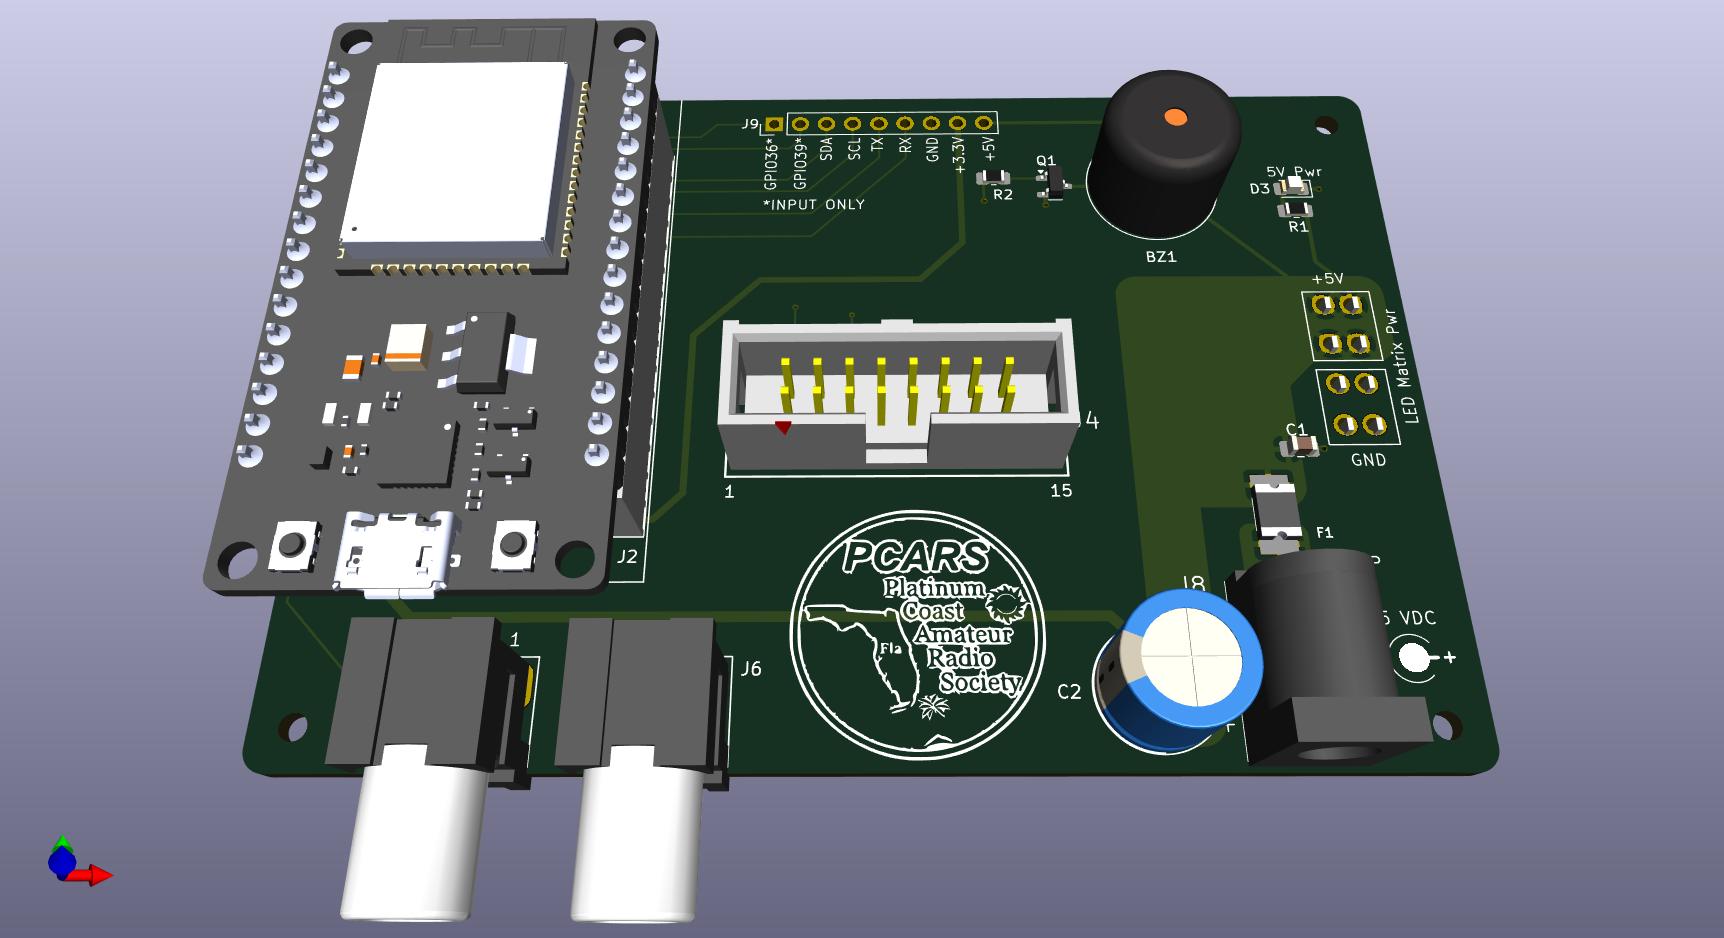 J9
GPIO36*
GPIO39*
SDA
SCL
TX
RX
GND
+3.3V
+5V
*INPUT ONLY
Q1
R2
BZ1
5V Pwr
D3
R1
+5V
LED Matrix Pwr
GND
C1
F1
4
1
15
J2
PCARS
Platinum
Coast
Amateur
Radio
Society
Fla
J8
5 VDC
+
C2
1
J6